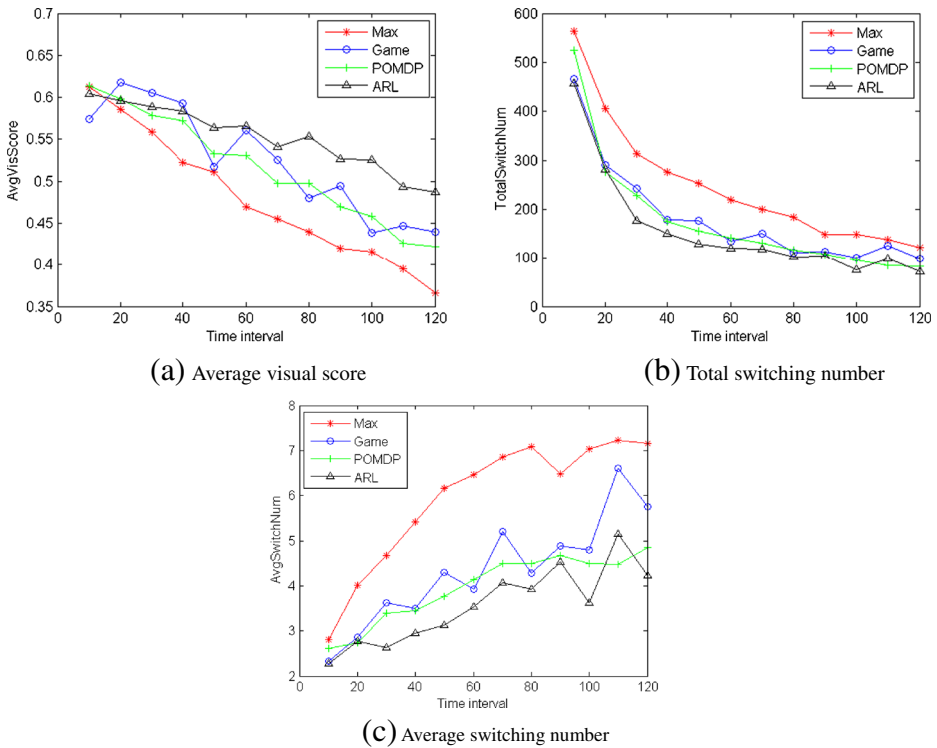 0.7
0.65
0.6
0.55
0.5
0.45
0.4
0.35
AvgVisScore
0 20 40 60 80 100 120
Time interval
Max
Game
POMDP
ARL
(a) Average visual score
600
500
400
300
200
100
0
TotalSwitchNum
0 20 40 60 80 100 120
Time interval
Max
Game
POMDP
ARL
(b) Total switching number
8
7
6
5
4
3
2
AvgSwitchNum
0 20 40 60 80 100 120
Time interval
Max
Game
POMDP
ARL
(c) Average switching number